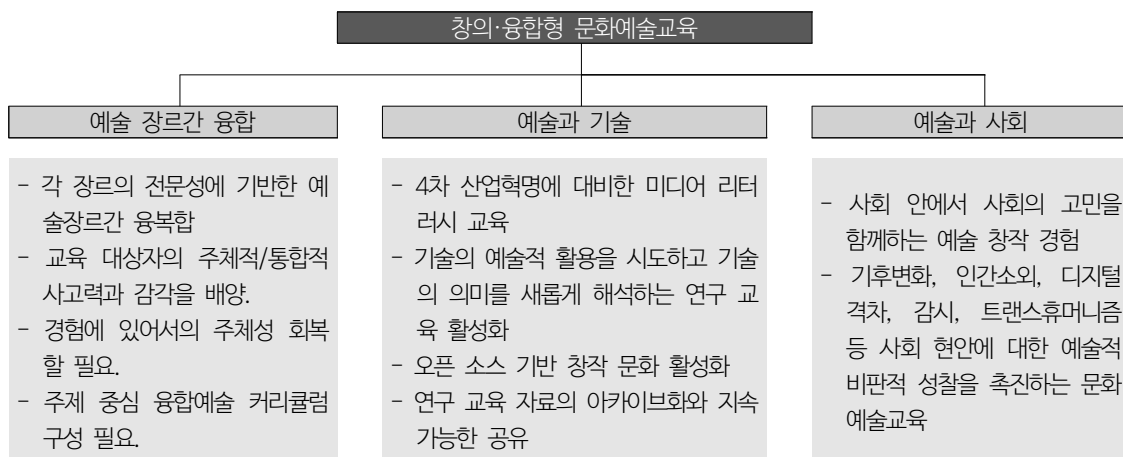 창의·융합형 문화예술교육
예술 장르간 융합
- 각 장르의 전문성에 기반한 예
술장르간 융복합
- 교육 대상자의 주체적/통합적
사고력과 감각을 배양.
- 경험에 있어서의 주체성 회복
할 필요.
- 주제 중심 융합예술 커리큘럼
구성 필요.
예술과 기술
- 4차 산업혁명에 대비한 미디어 리터
러시 교육
- 기술의 예술적 활용을 시도하고 기술
의 의미를 새롭게 해석하는 연구 교
육 활성화
- 오픈 소스 기반 창작 문화 활성화
- 연구 교육 자료의 아카이브화와 지속
가능한 공유
예술과 사회
- 사회 안에서 사회의 고민을
함께하는 예술 창작 경험
- 기후변화, 인간소외, 디지털
격차, 감시, 트랜스휴머니즘
등 사회 현안에 대한 예술적
비판적 성찰을 촉진하는 문화
예술교육